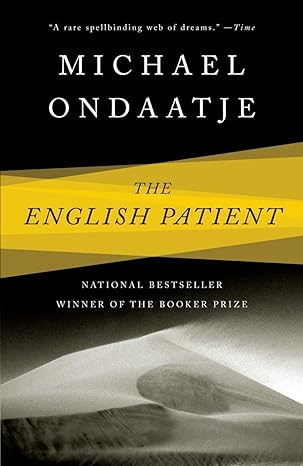 “A rare spellbinding web of dreams.” —Time
MICHAEL
ONDAATJE
THE
ENGLISH PATIENT
NATIONAL BESTSELLER
WINNER OF THE BOOKER PRIZE